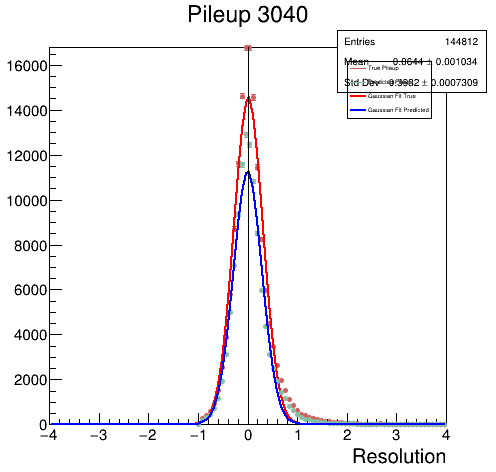 Pileup 3040
Entries 144812
Mean 0.0644 ± 0.001034
Std Dev ± 0.0007309
True Pileup
Gaussian Fit True
Gaussian Fit Predicted
16000
14000
12000
10000
8000
6000
4000
2000
0
−4 −3 −2 −1 0 1 2 3 4
Resolution